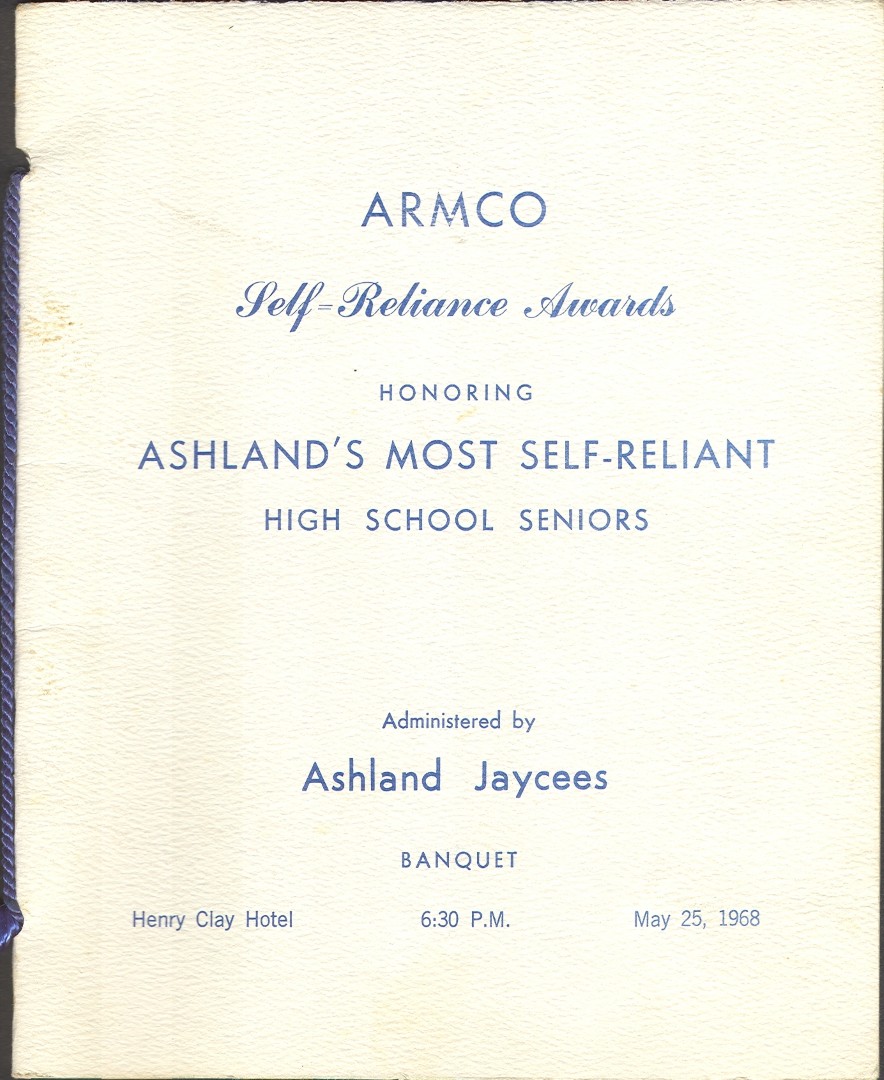 ARMCO
Self-Reliance Awards
HONORING
ASHLAND'S MOST SELF-RELIANT
HIGH SCHOOL SENIORS
Administered by
Ashland Jaycees
BANQUET
Henry Clay Hotel 6:30 P.M. May 25, 1968